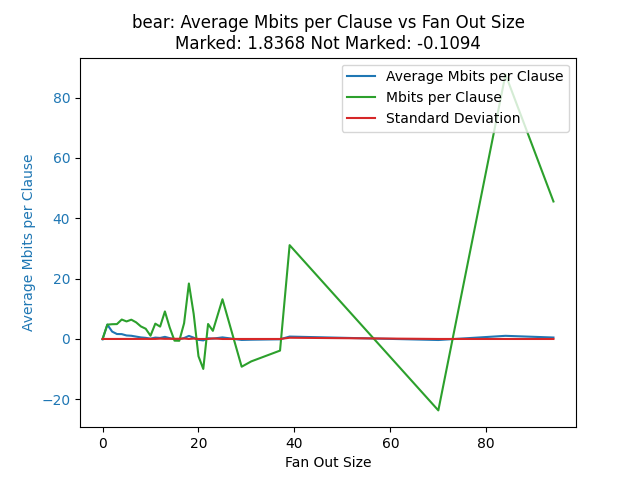 bear: Average Mbits per Clause vs Fan Out Size
Marked: 1.8368 Not Marked: -0.1094
Average Mbits per Clause
Mbits per Clause
Standard Deviation
Average Mbits per Clause
80
60
40
20
0
−20
0 20 40 60 80
Fan Out Size